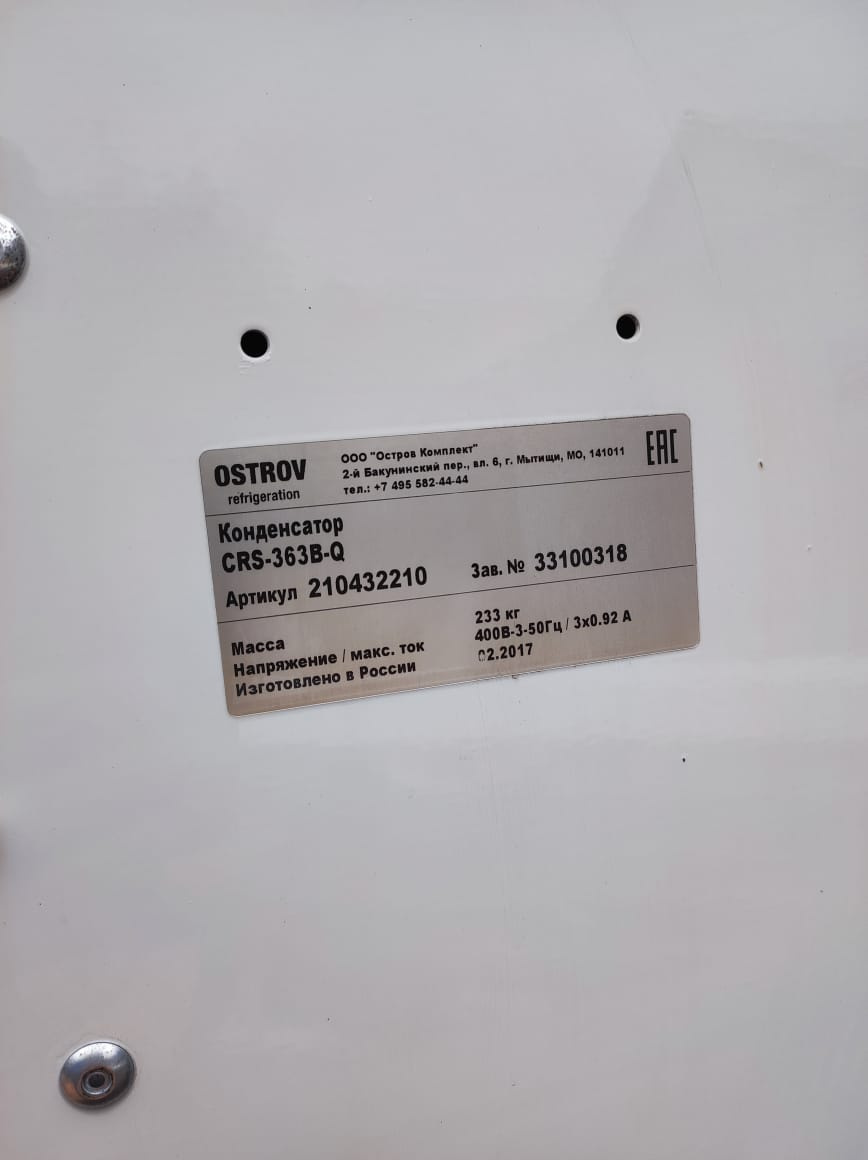 OSTROV
refrigeration
ООО "Остров Комплект"
2-й Бакунинский пер., вл. 6, г. Мытищи, МО, 141011
тел.: +7 495 582-44-44
EAC
Конденсатор
CRS-363B-Q
Артикул 210432210 Зав. № 33100318
Масса 233 кг
Напряжение / макс. ток 400В-3-50Гц / 3x0.92 А
Изготовлено в России 02.2017